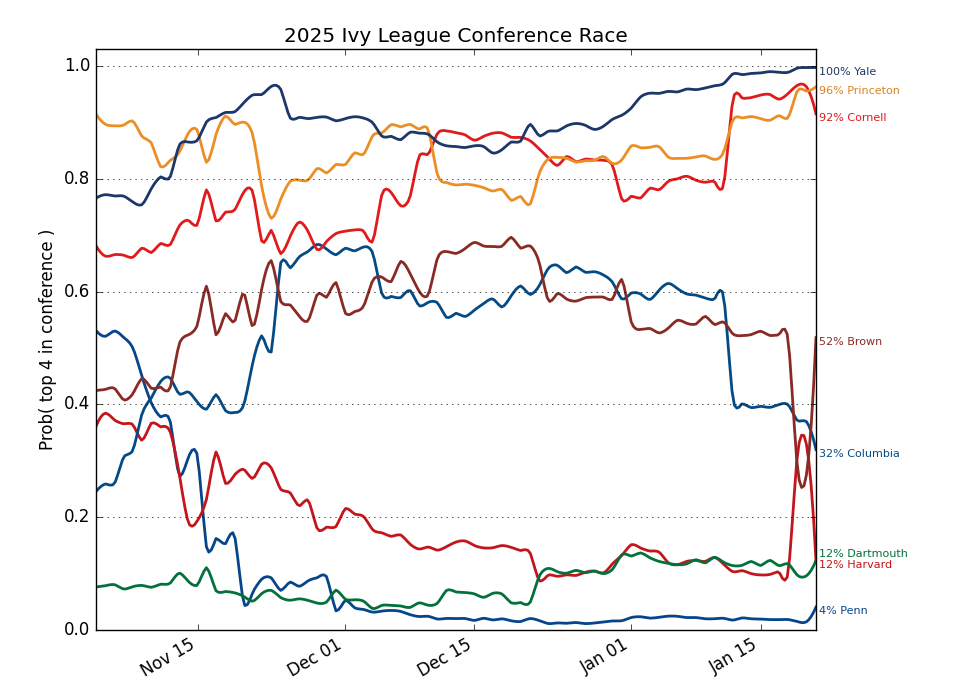 2025 Ivy League Conference Race
Prob( top 4 in conference )
1.0
0.8
0.6
0.4
0.2
0.0
Nov 15
Dec 01
Dec 15
Jan 01
Jan 15
100% Yale
96% Princeton
92% Cornell
52% Brown
32% Columbia
12% Dartmouth
12% Harvard
4% Penn